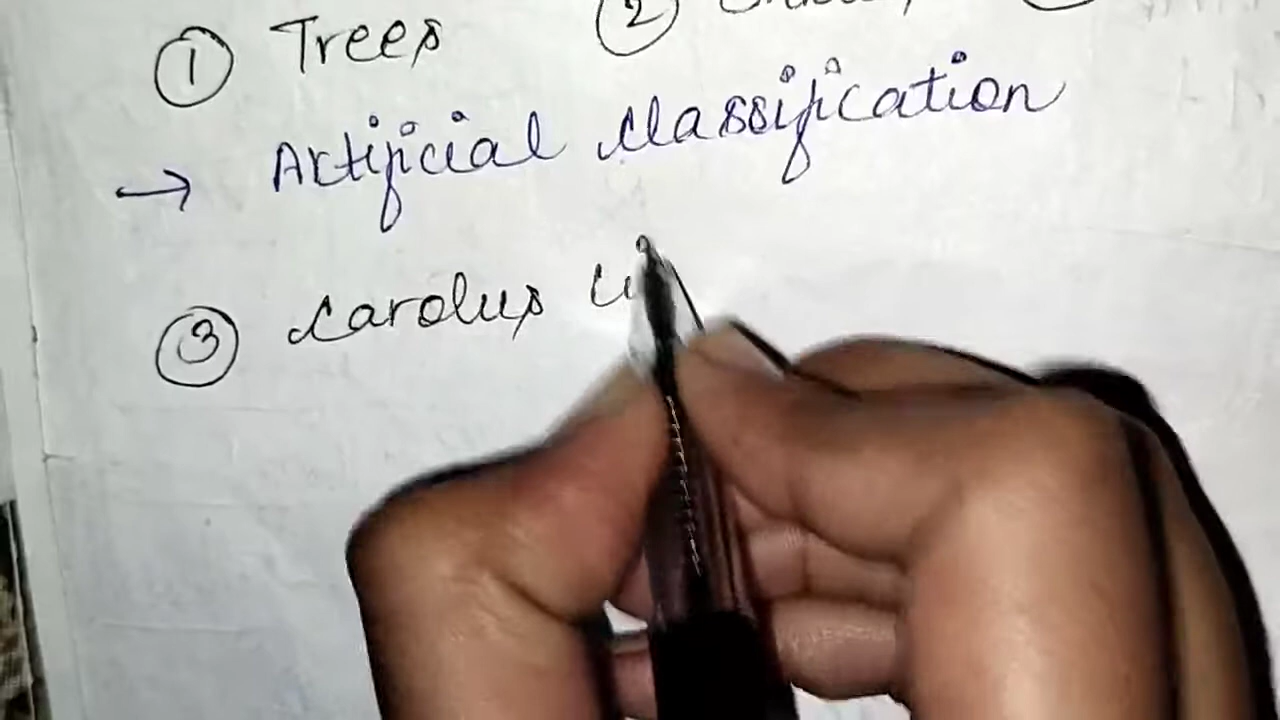 ① Trees ②
→ Artificial classification
③ Carolus